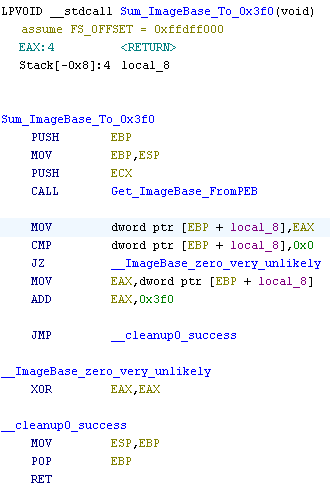 LPVOID __stdcall Sum_ImageBase_To_0x3f0(void)
assume FS_OFFSET = 0xffdff000
EAX:4 <RETURN>
Stack[-0x8]:4 local_8
Sum_ImageBase_To_0x3f0
PUSH EBP
MOV EBP,ESP
PUSH ECX
CALL Get_ImageBase_FromPEB
MOV dword ptr [EBP + local_8],EAX
CMP dword ptr [EBP + local_8],0x0
JZ __ImageBase_zero_very_unlikely
MOV EAX,dword ptr [EBP + local_8]
ADD EAX,0x3f0
JMP __cleanup0_success
__ImageBase_zero_very_unlikely
XOR EAX,EAX
__cleanup0_success
MOV ESP,EBP
POP EBP
RET